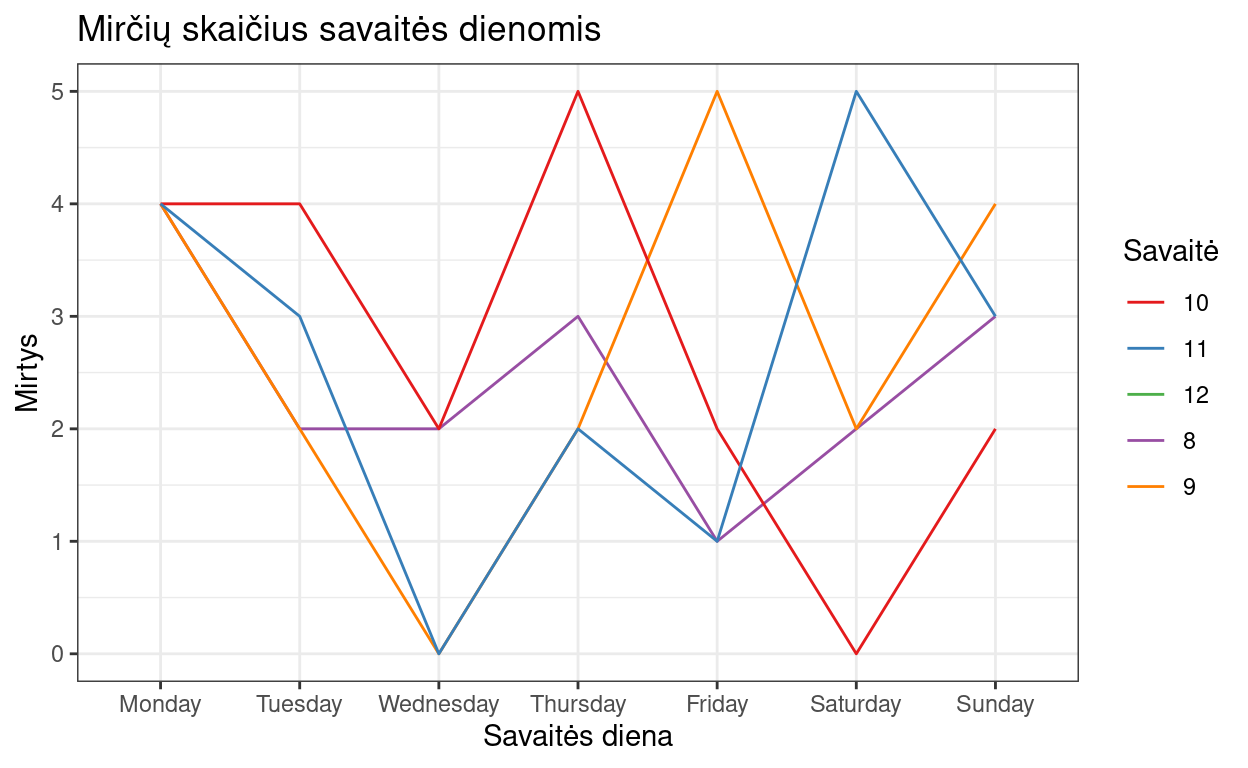 Mirčių skaičius savaitės dienomis
5
4
3
2
1
0
Mirtys
Monday Tuesday Wednesday Thursday Friday Saturday Sunday
Savaitės diena
Savaitė
10
11
12
8
9